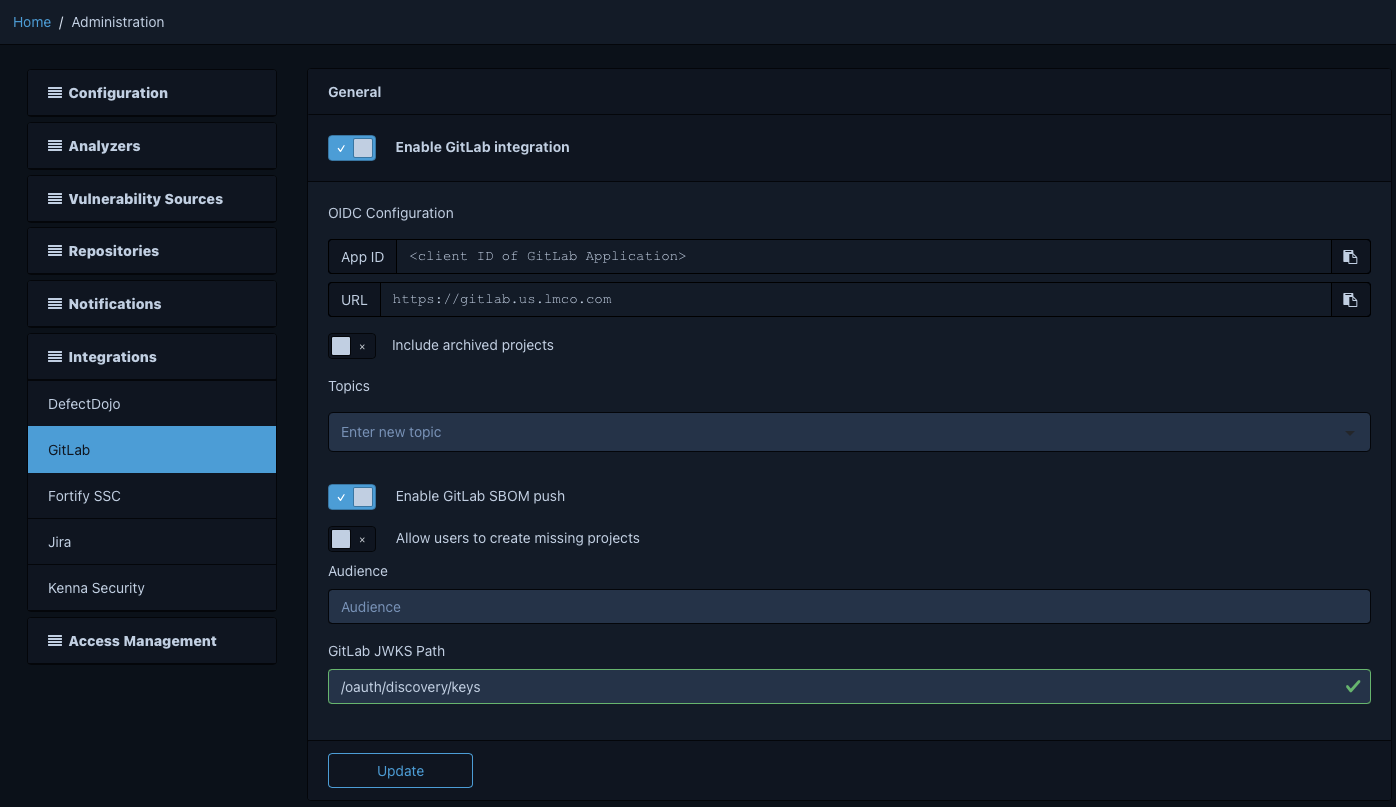 Home / Administration
Configuration
Analyzers
Vulnerability Sources
Repositories
Notifications
Integrations
DefectDojo
GitLab
Fortify SSC
Jira
Kenna Security
Access Management
General
Enable GitLab integration
OIDC Configuration
App ID <client ID of GitLab Application>
URL https://gitlab.us.lmco.com
Include archived projects
Topics
Enter new topic
Enable GitLab SBOM push
Allow users to create missing projects
Audience
Audience
GitLab JWKS Path
/oauth/discovery/keys
Update